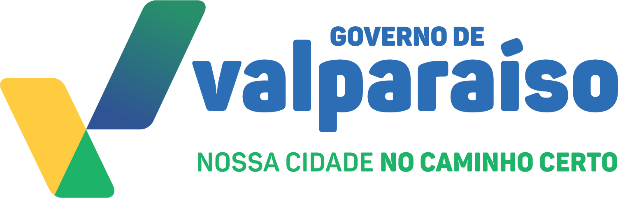 GOVERNO DE
valparaíso
NOSSA CIDADE NO CAMINHO CERTO